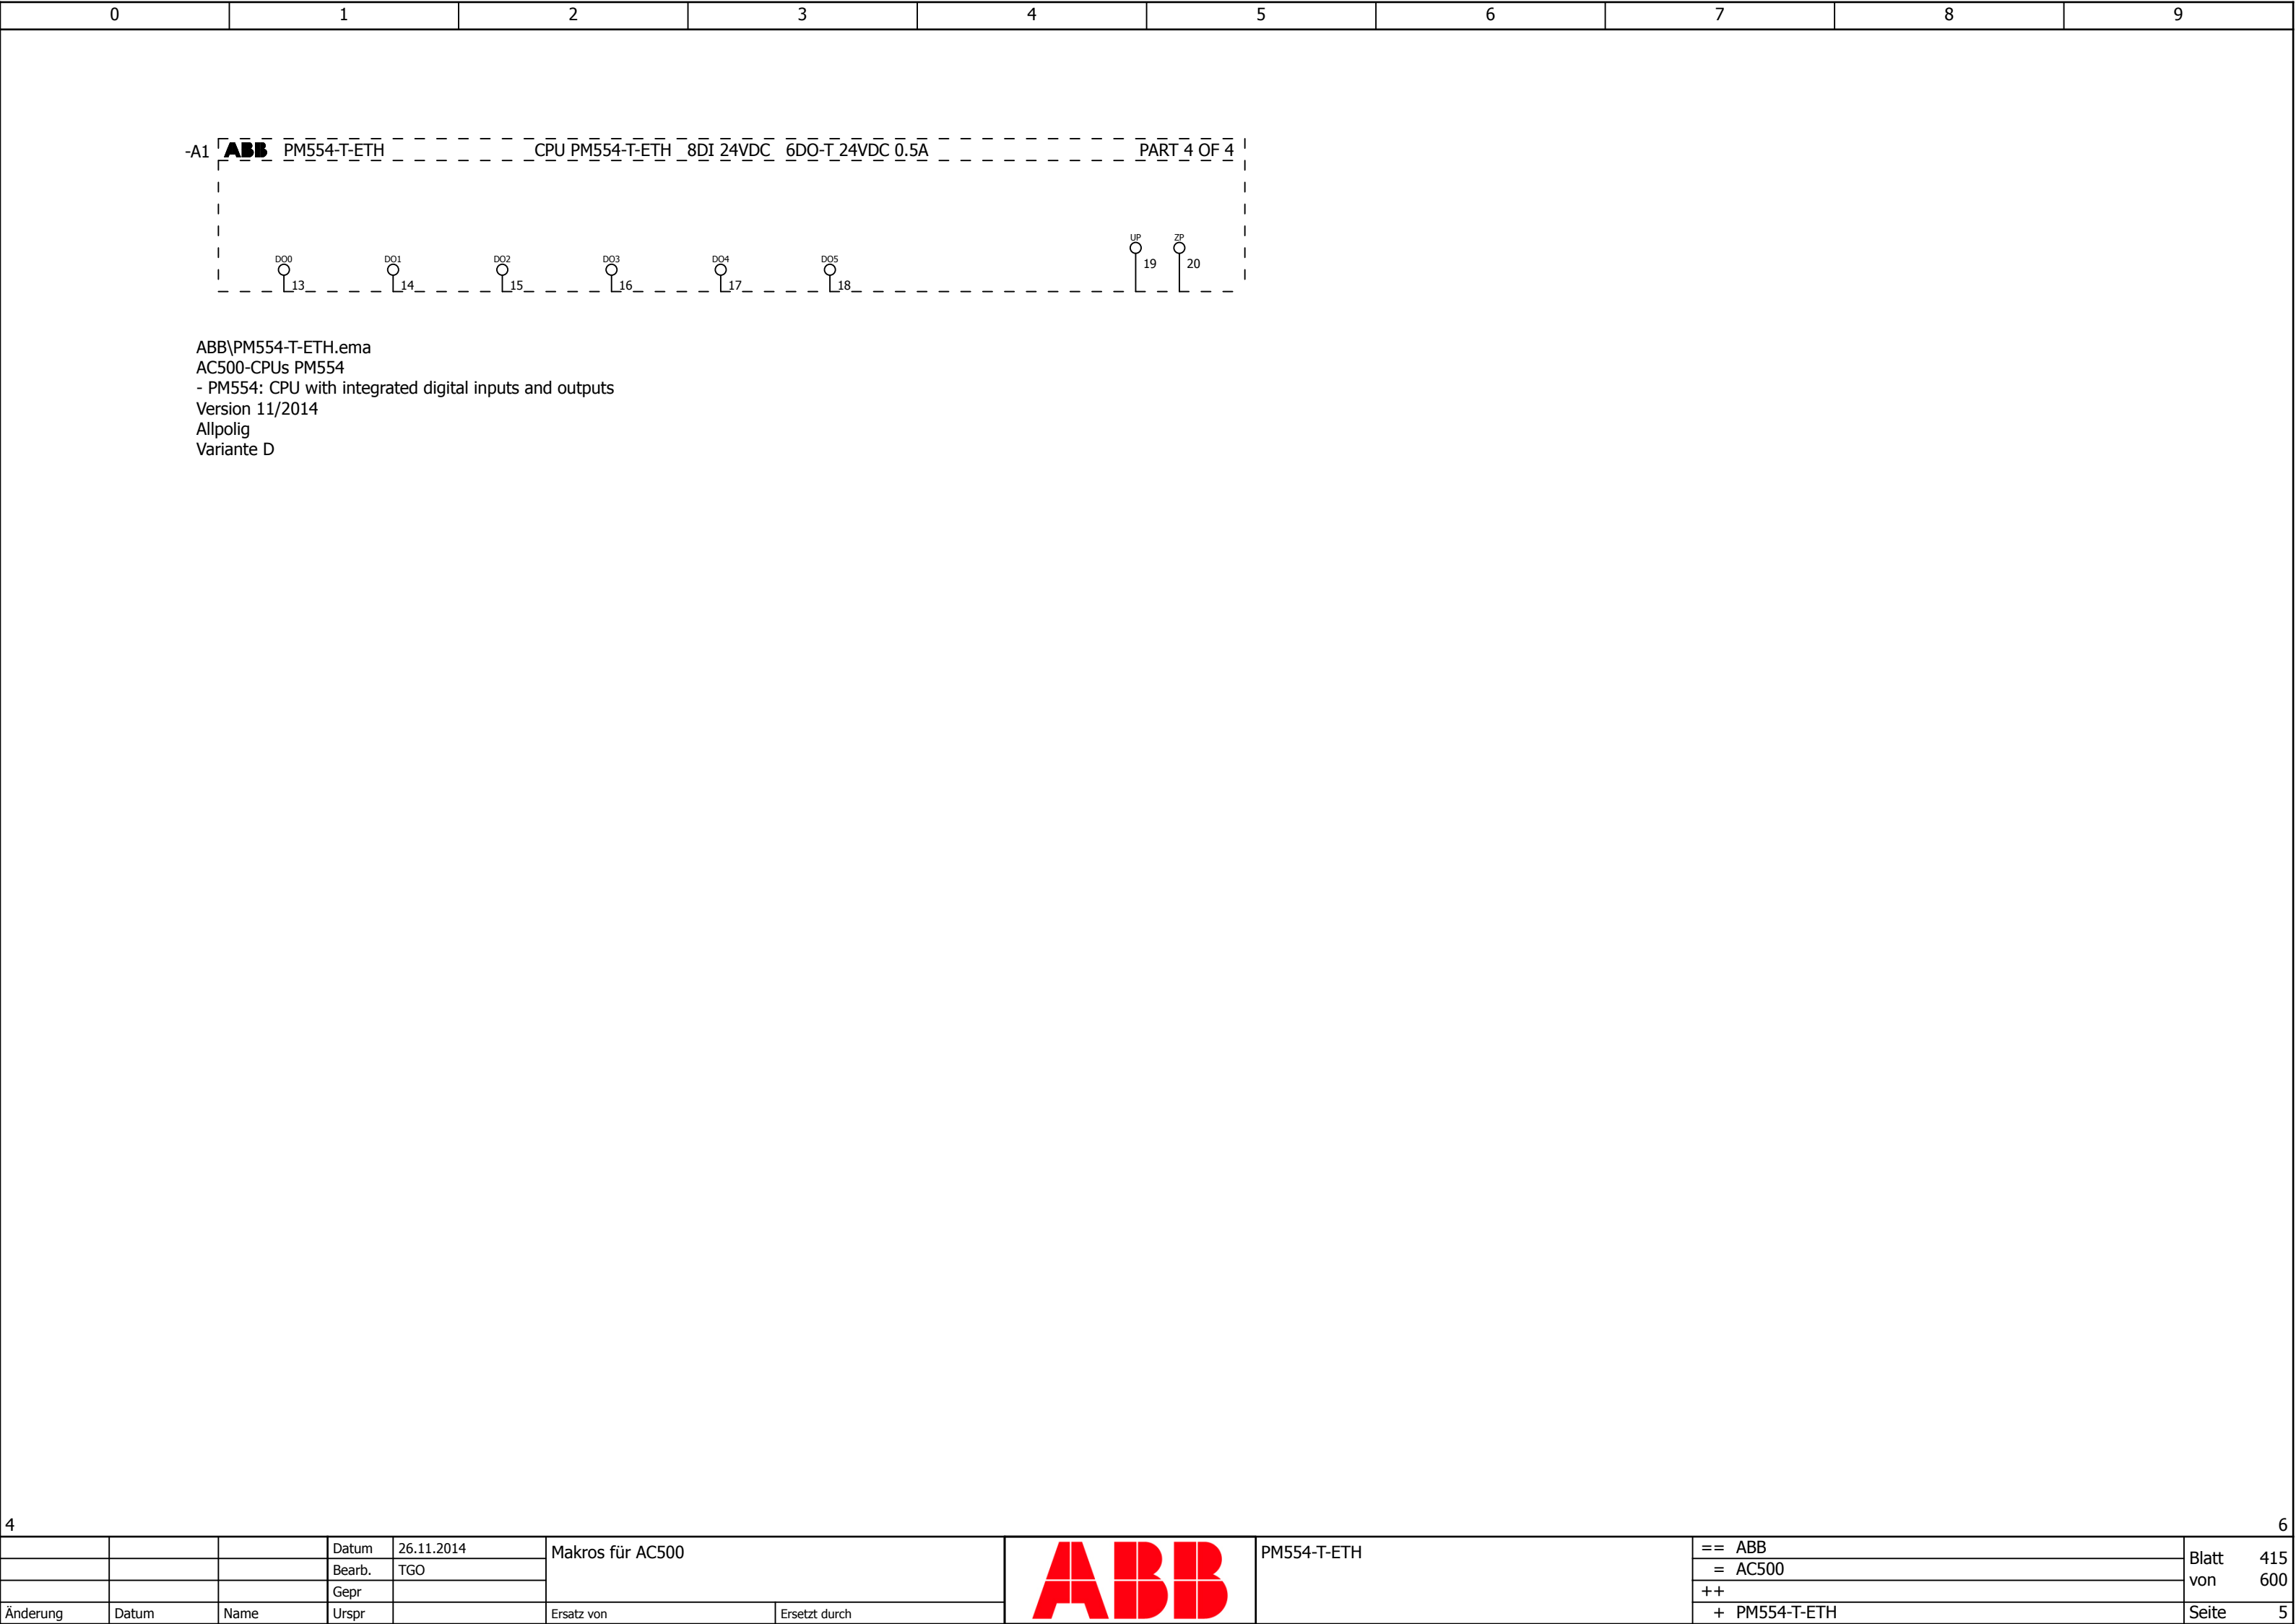 0 1 2 3 4 5 6 7 8 9
-A1 ABB PM554-T-ETH CPU PM554-T-ETH 8DI 24VDC 6DO-T 24VDC 0.5A PART 4 OF 4
UP ZP
19 20
DO0 DO1 DO2 DO3 DO4 DO5
13 14 15 16 17 18
ABB\PM554-T-ETH.ema
AC500-CPUs PM554
- PM554: CPU with integrated digital inputs and outputs
Version 11/2014
Allpolig
Variante D
4 6
Datum 26.11.2014 Makros für AC500 ABB PM554-T-ETH == ABB Blatt 415
Bearb. TGO = AC500 von 600
Gepr ++
Änderung Datum Name Urspr Ersatz von Ersetzt durch + PM554-T-ETH Seite 5